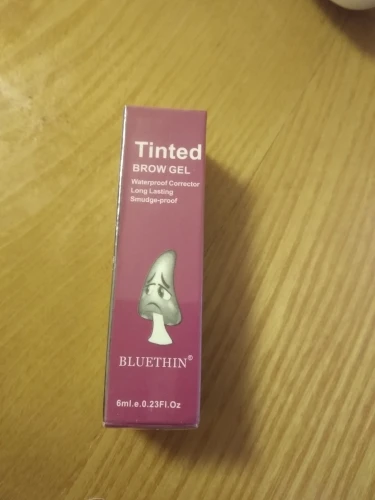 Tinted
BROW GEL
Waterproof Corrector
Long Lasting
Smudge-proof
BLUETHIN©
6ml.e.0.23Fl.Oz